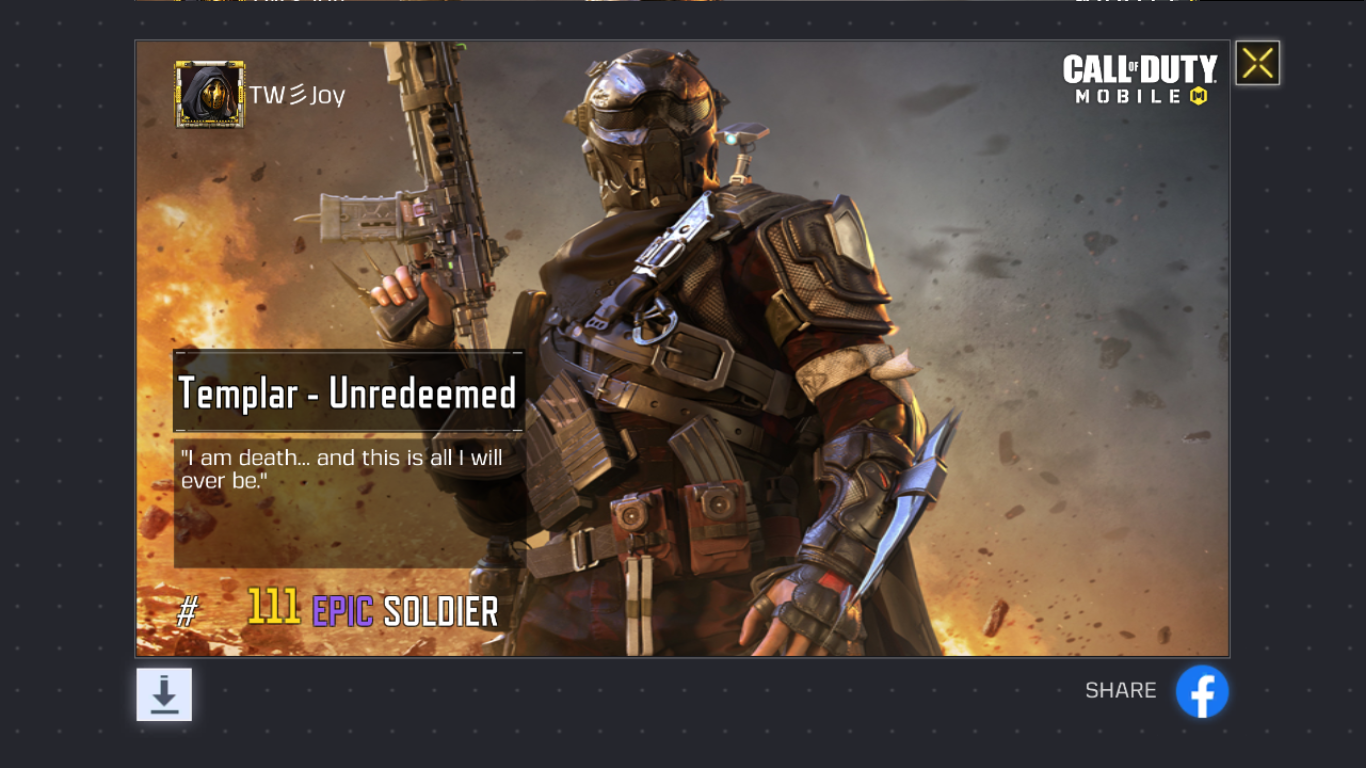 TW彡Joy
CALL OF DUTY
MOBILE
Templar - Unredeemed
"I am death... and this is all I will
ever be."
# 111 EPIC SOLDIER
SHARE